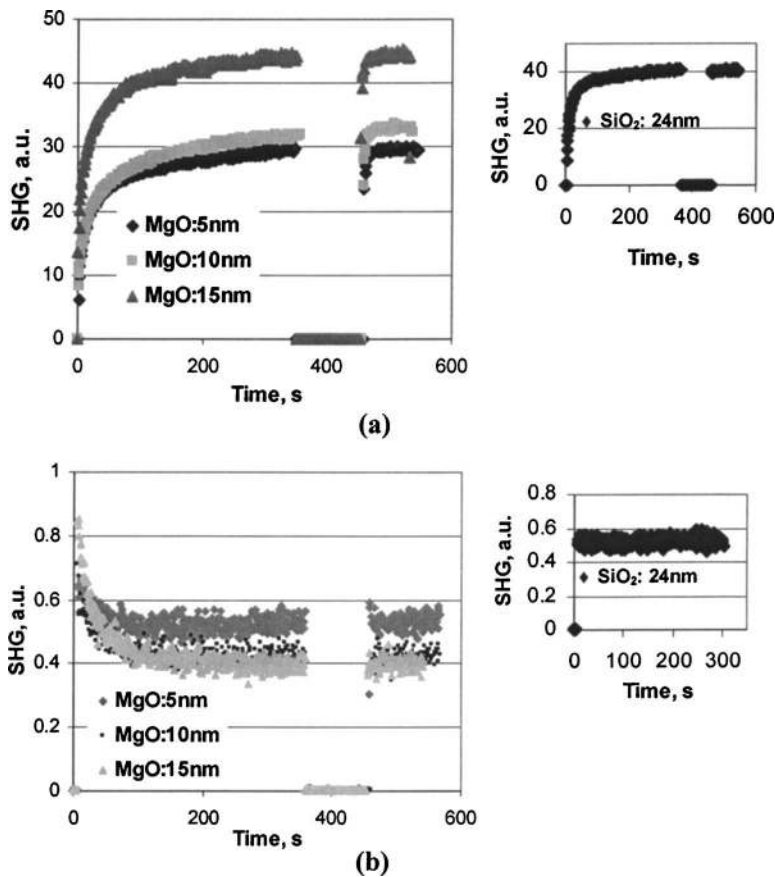 50
40
30
20
10
0
SHG, a.u.
MgO:5nm
MgO:10nm
MgO:15nm
0 200 400 600
Time, s
60
40
20
0
SHG, a.u.
SiO₂: 24nm
0 200 400 600
Time, s
(a)
1
0.8
0.6
0.4
0.2
0
SHG, a.u.
MgO:5nm
MgO:10nm
MgO:15nm
0 200 400 600
Time, s
0.8
0.6
0.4
0.2
0
SHG, a.u.
SiO₂: 24nm
0 100 200 300
Time, s
(b)